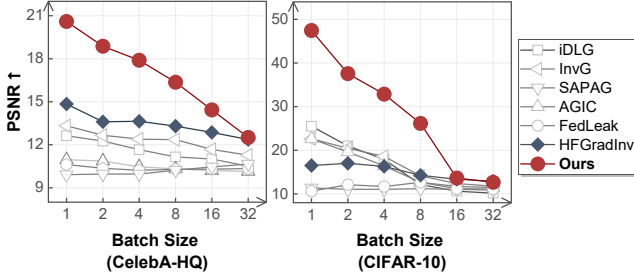 PSNR ↑
21
18
15
12
9
1 2 4 8 16 32
Batch Size
(CelebA-HQ)
50
40
30
20
10
1 2 4 8 16 32
Batch Size
(CIFAR-10)
iDLG
InvG
SAPAG
AGIC
FedLeak
HFGradInv
Ours